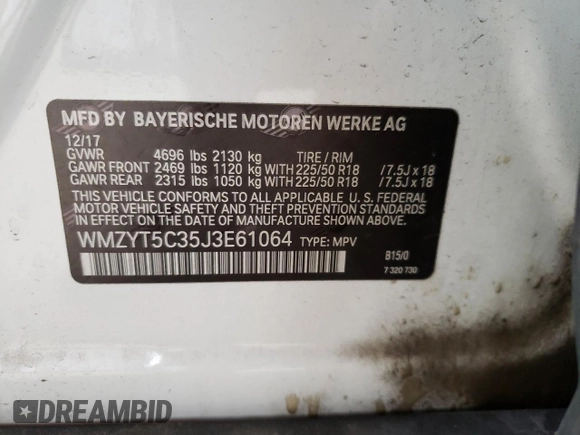 MFD BY BAYERISCHE MOTOREN WERKE AG
12/17
GVWR 4696 lbs 2130 kg TIRE / RIM
GAWR FRONT 2469 lbs 1120 kg WITH 225/50 R18 /7.5J x 18
GAWR REAR 2315 lbs 1050 kg WITH 225/50 R18 /7.5J x 18
THIS VEHICLE CONFORMS TO ALL APPLICABLE U. S. FEDERAL
MOTOR VEHICLE SAFETY AND THEFT PREVENTION STANDARDS
IN EFFECT ON THE DATE OF MANUFACTURE SHOWN ABOVE.
WMZYT5C35J3E61064 TYPE: MPV
B15/0
7 320 730
DREAMBID